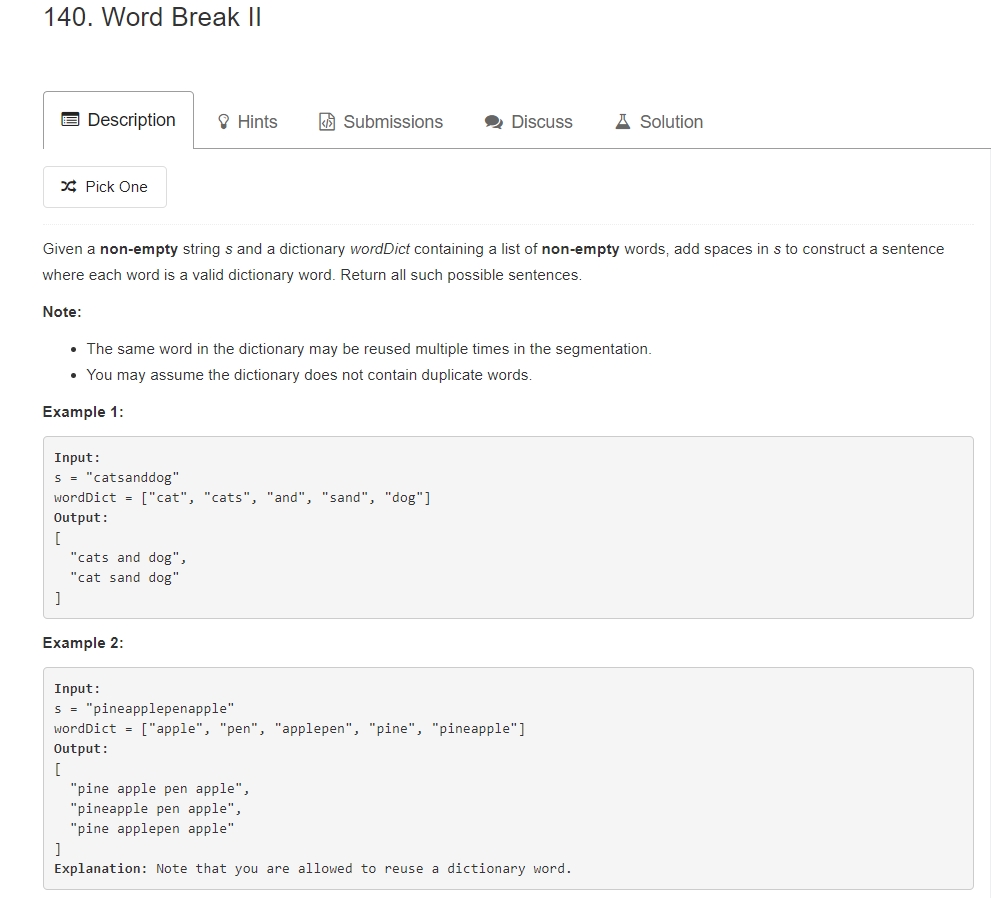 140. Word Break II
Description Hints Submissions Discuss Solution
Pick One
Given a non-empty string s and a dictionary wordDict containing a list of non-empty words, add spaces in s to construct a sentence
where each word is a valid dictionary word. Return all such possible sentences.
Note:
• The same word in the dictionary may be reused multiple times in the segmentation.
• You may assume the dictionary does not contain duplicate words.
Example 1:
Input:
s = "catsanddog"
wordDict = ["cat", "cats", "and", "sand", "dog"]
Output:
[
  "cats and dog",
  "cat sand dog"
]
Example 2:
Input:
s = "pineapplepenapple"
wordDict = ["apple", "pen", "applepen", "pine", "pineapple"]
Output:
[
  "pine apple pen apple",
  "pineapple pen apple",
  "pine applepen apple"
]
Explanation: Note that you are allowed to reuse a dictionary word.